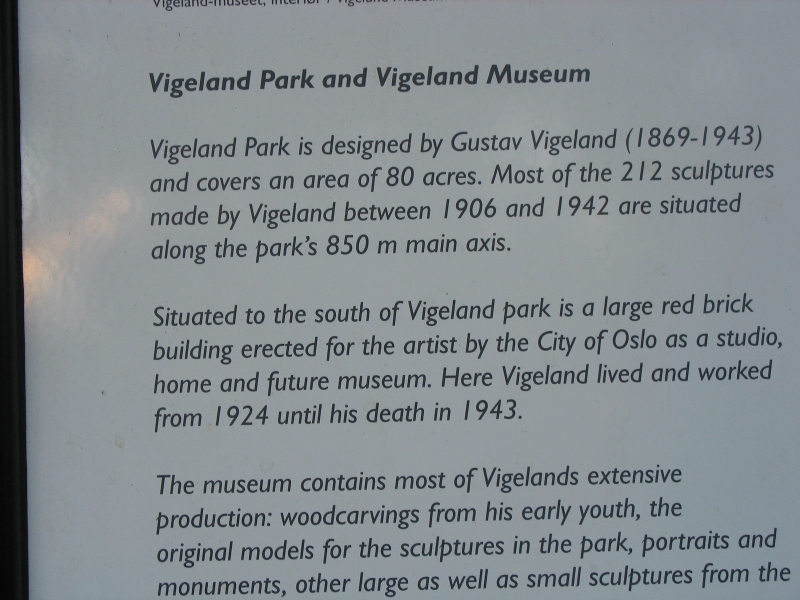 Vigeland-museet, interiør / Vigeland
Vigeland Park and Vigeland Museum
Vigeland Park is designed by Gustav Vigeland (1869-1943)
and covers an area of 80 acres. Most of the 212 sculptures
made by Vigeland between 1906 and 1942 are situated
along the park's 850 m main axis.
Situated to the south of Vigeland park is a large red brick
building erected for the artist by the City of Oslo as a studio,
home and future museum. Here Vigeland lived and worked
from 1924 until his death in 1943.
The museum contains most of Vigelands extensive
production: woodcarvings from his early youth, the
original models for the sculptures in the park, portraits and
monuments, other large as well as small sculptures from the